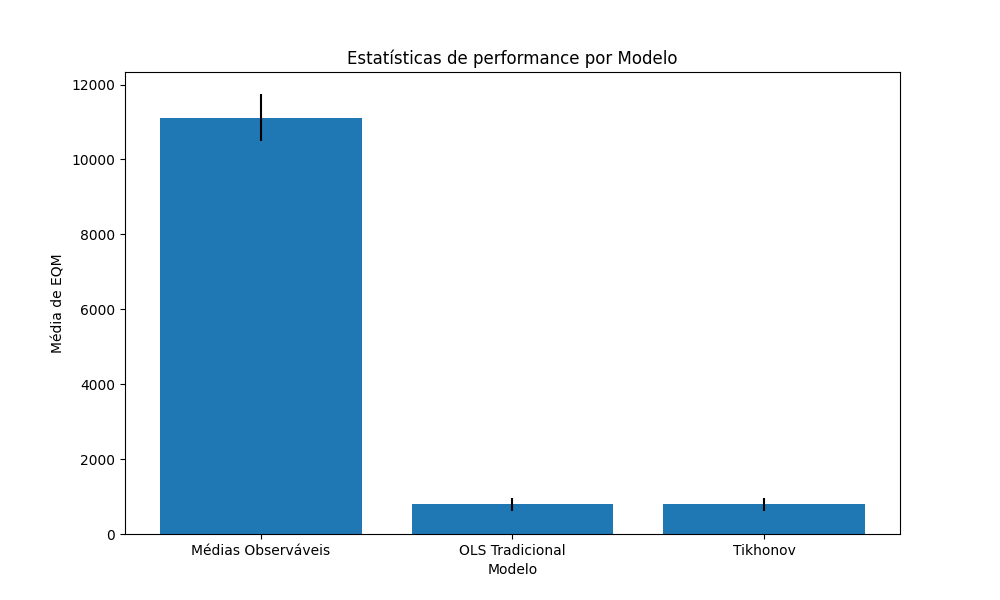 Estatísticas de performance por Modelo
12000
10000
8000
6000
4000
2000
0
Média de EQM
Médias Observáveis
OLS Tradicional
Tikhonov
Modelo